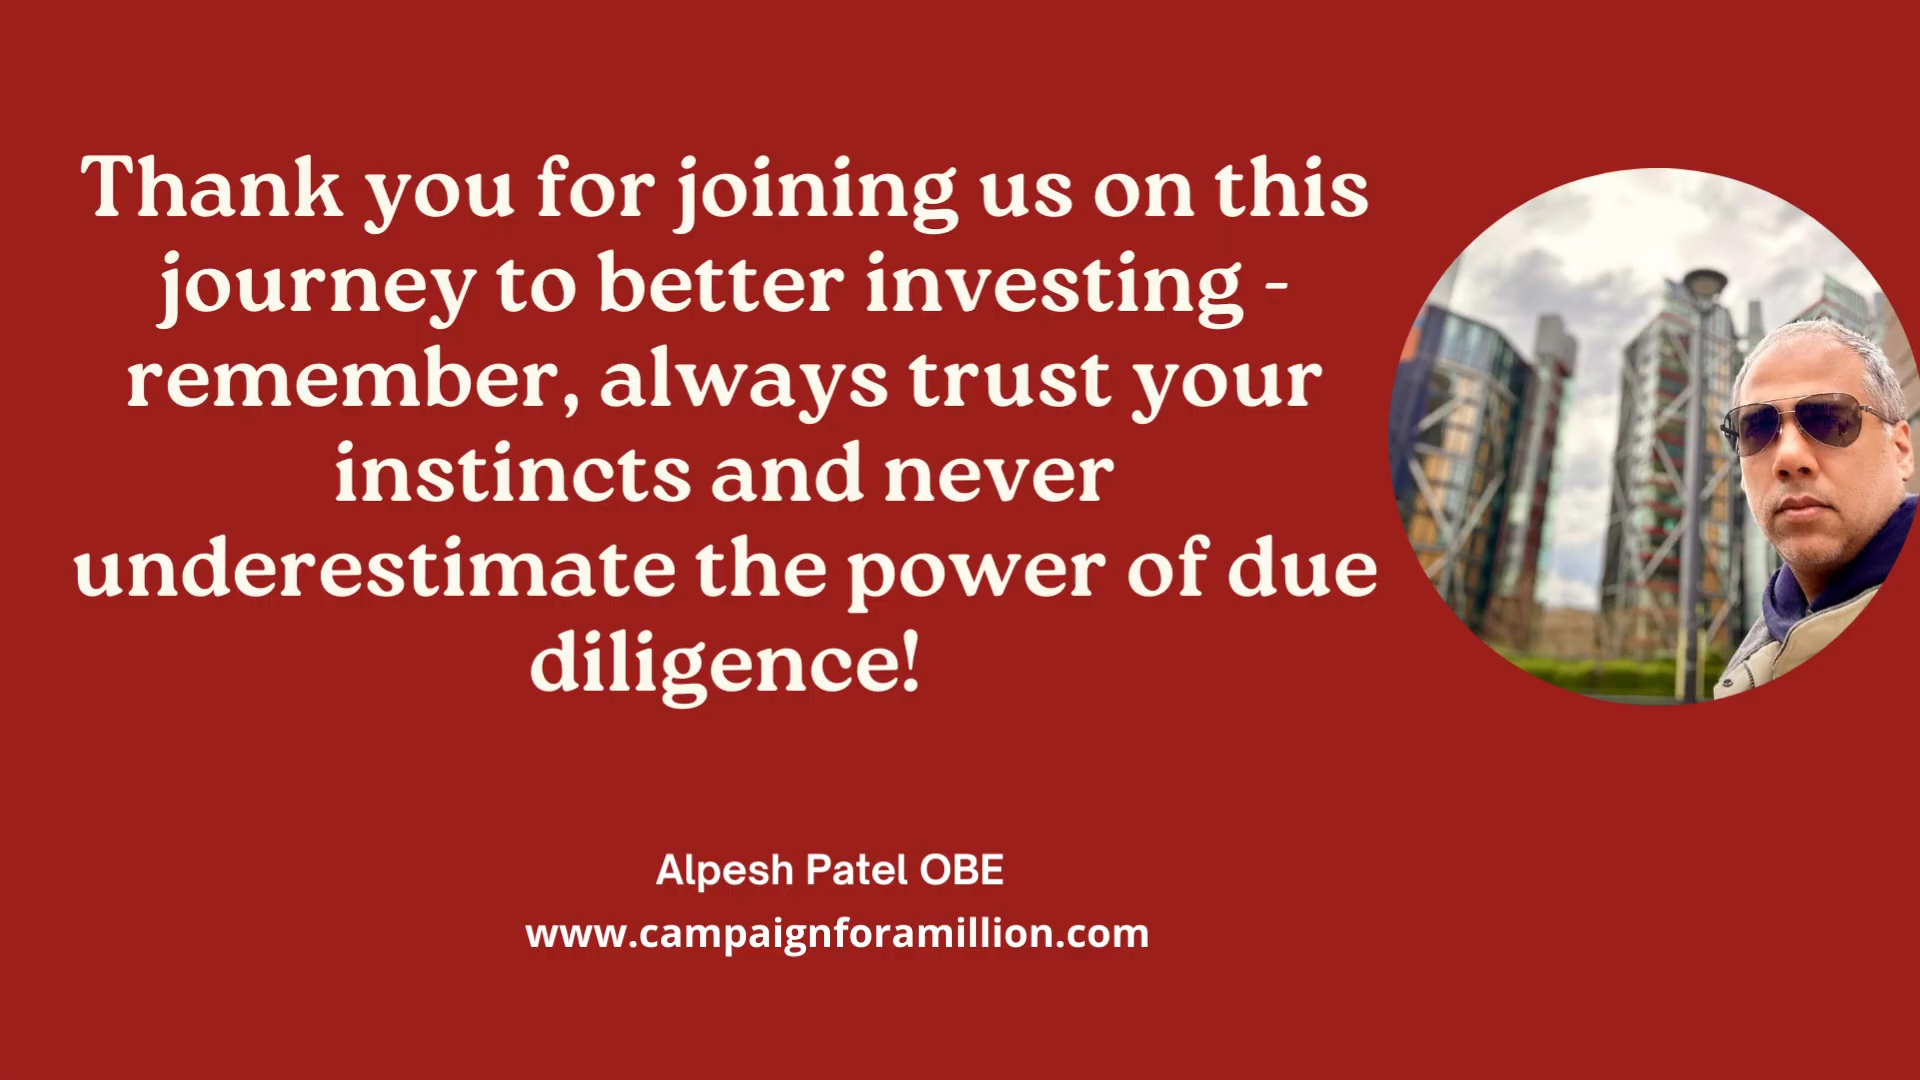 Thank you for joining us on this
journey to better investing -
remember, always trust your
instincts and never
underestimate the power of due
diligence!
Alpesh Patel OBE
www.campaignforamillion.com